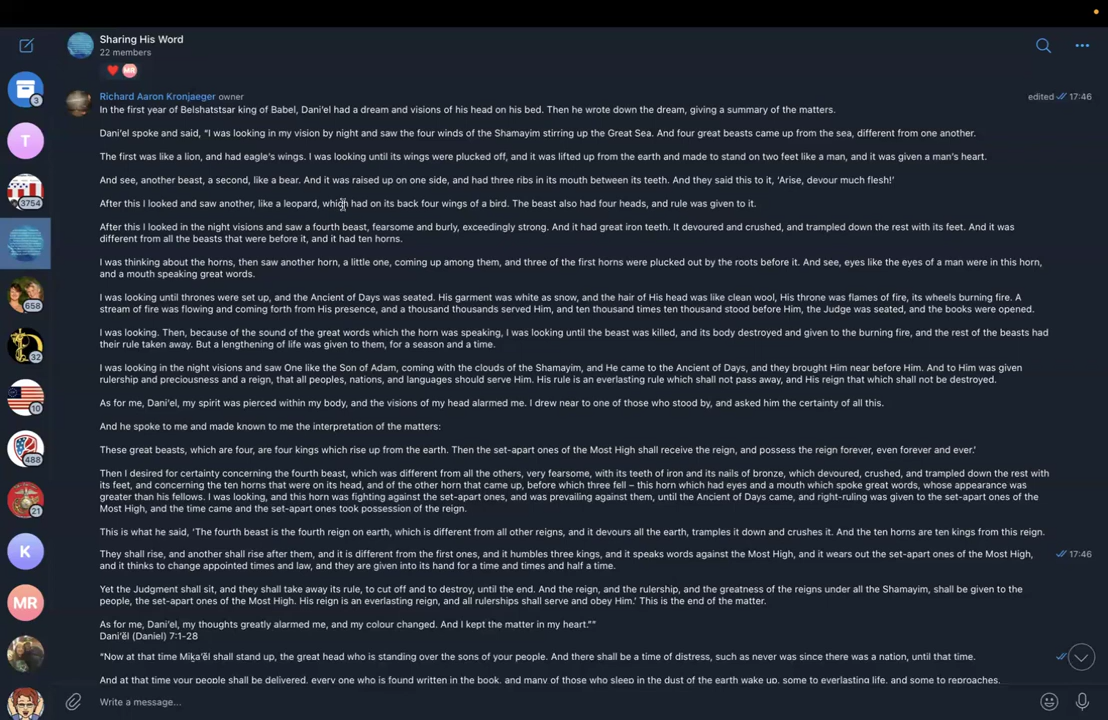 Sharing His Word
22 members
MR
Richard Aaron Kronjaeger owner
edited 17:46
In the first year of Belshatstsar king of Babel, Dani'el had a dream and visions of his head on his bed. Then he wrote down the dream, giving a summary of the matters.
Dani'el spoke and said, "I was looking in my vision by night and saw the four winds of the Shamayim stirring up the Great Sea. And four great beasts came up from the sea, different from one another.
The first was like a lion, and had eagle's wings. I was looking until its wings were plucked off, and it was lifted up from the earth and made to stand on two feet like a man, and it was given a man's heart.
And see, another beast, a second, like a bear. And it was raised up on one side, and had three ribs in its mouth between its teeth. And they said this to it, 'Arise, devour much flesh!'
After this I looked and saw another, like a leopard, which had on its back four wings of a bird. The beast also had four heads, and rule was given to it.
After this I looked in the night visions and saw a fourth beast, fearsome and burly, exceedingly strong. And it had great iron teeth. It devoured and crushed, and trampled down the rest with its feet. And it was
different from all the beasts that were before it, and it had ten horns.
I was thinking about the horns, then saw another horn, a little one, coming up among them, and three of the first horns were plucked out by the roots before it. And see, eyes like the eyes of a man were in this horn,
and a mouth speaking great words.
I was looking until thrones were set up, and the Ancient of Days was seated. His garment was white as snow, and the hair of His head was like clean wool, His throne was flames of fire, its wheels burning fire. A
stream of fire was flowing and coming forth from His presence, and a thousand thousands served Him, and ten thousand times ten thousand stood before Him, the Judge was seated, and the books were opened.
I was looking. Then, because of the sound of the great words which the horn was speaking, I was looking until the beast was killed, and its body destroyed and given to the burning fire, and the rest of the beasts had
their rule taken away. But a lengthening of life was given to them, for a season and a time.
I was looking in the night visions and saw One like the Son of Adam, coming with the clouds of the Shamayim, and He came to the Ancient of Days, and they brought Him near before Him. And to Him was given
rulership and preciousness and a reign, that all peoples, nations, and languages should serve Him. His rule is an everlasting rule which shall not pass away, and His reign that which shall not be destroyed.
As for me, Dani'el, my spirit was pierced within my body, and the visions of my head alarmed me. I drew near to one of those who stood by, and asked him the certainty of all this.
And he spoke to me and made known to me the interpretation of the matters:
These great beasts, which are four, are four kings which rise up from the earth. Then the set-apart ones of the Most High shall receive the reign, and possess the reign forever, even forever and ever.'
Then I desired for certainty concerning the fourth beast, which was different from all the others, very fearsome, with its teeth of iron and its nails of bronze, which devoured, crushed, and trampled down the rest with
its feet, and concerning the ten horns that were on its head, and of the other horn that came up, before which three fell – this horn which had eyes and a mouth which spoke great words, whose appearance was
greater than his fellows. I was looking, and this horn was fighting against the set-apart ones, and was prevailing against them, until the Ancient of Days came, and right-ruling was given to the set-apart ones of the
Most High, and the time came and the set-apart ones took possession of the reign.
This is what he said, 'The fourth beast is the fourth reign on earth, which is different from all other reigns, and it devours all the earth, tramples it down and crushes it. And the ten horns are ten kings from this reign.
They shall rise, and another shall rise after them, and it is different from the first ones, and it humbles three kings, and it speaks words against the Most High, and it wears out the set-apart ones of the Most High,
and it thinks to change appointed times and law, and they are given into its hand for a time and times and half a time.
17:46
Yet the Judgment shall sit, and they shall take away its rule, to cut off and to destroy, until the end. And the reign, and the rulership, and the greatness of the reigns under all the Shamayim, shall be given to the
people, the set-apart ones of the Most High. His reign is an everlasting reign, and all rulerships shall serve and obey Him.' This is the end of the matter.
As for me, Dani'el, my thoughts greatly alarmed me, and my colour changed. And I kept the matter in my heart.""
Dani'ĕl (Daniel) 7:1-28
"Now at that time Miḵa'ĕl shall stand up, the great head who is standing over the sons of your people. And there shall be a time of distress, such as never was since there was a nation, until that time.
And at that time your people shall be delivered, every one who is found written in the book, and many of those who sleep in the dust of the earth wake up, some to everlasting life, and some to reproaches,
Write a message...
3
T
3754
658
32
10
488
21
K
MR